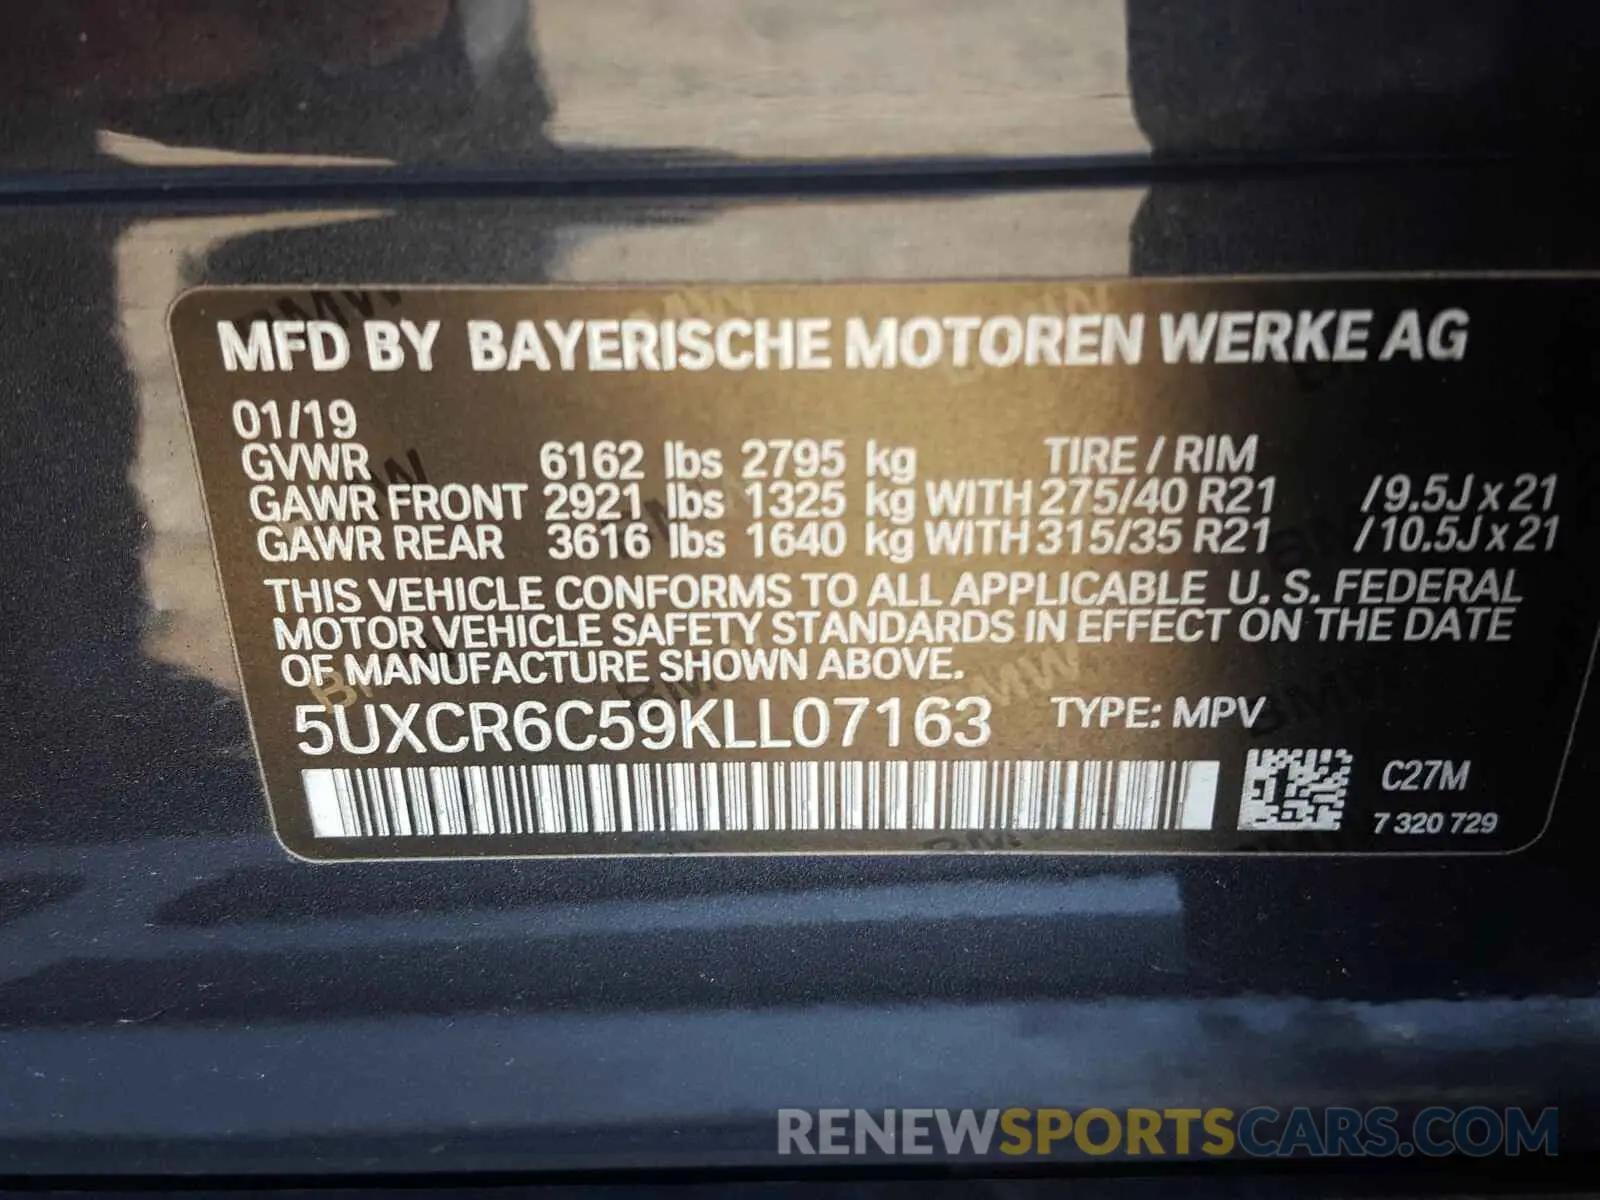 MFD BY BAYERISCHE MOTOREN WERKE AG
01/19
GVWR 6162 lbs 2795 kg TIRE / RIM
GAWR FRONT 2921 lbs 1325 kg WITH 275/40 R21 /9.5J x 21
GAWR REAR 3616 lbs 1640 kg WITH 315/35 R21 /10.5J x 21
THIS VEHICLE CONFORMS TO ALL APPLICABLE U. S. FEDERAL
MOTOR VEHICLE SAFETY STANDARDS IN EFFECT ON THE DATE
OF MANUFACTURE SHOWN ABOVE.
5UXCR6C59KLL07163 TYPE: MPV
C27M
7 320 729
RENEWSPORTSCARS.COM